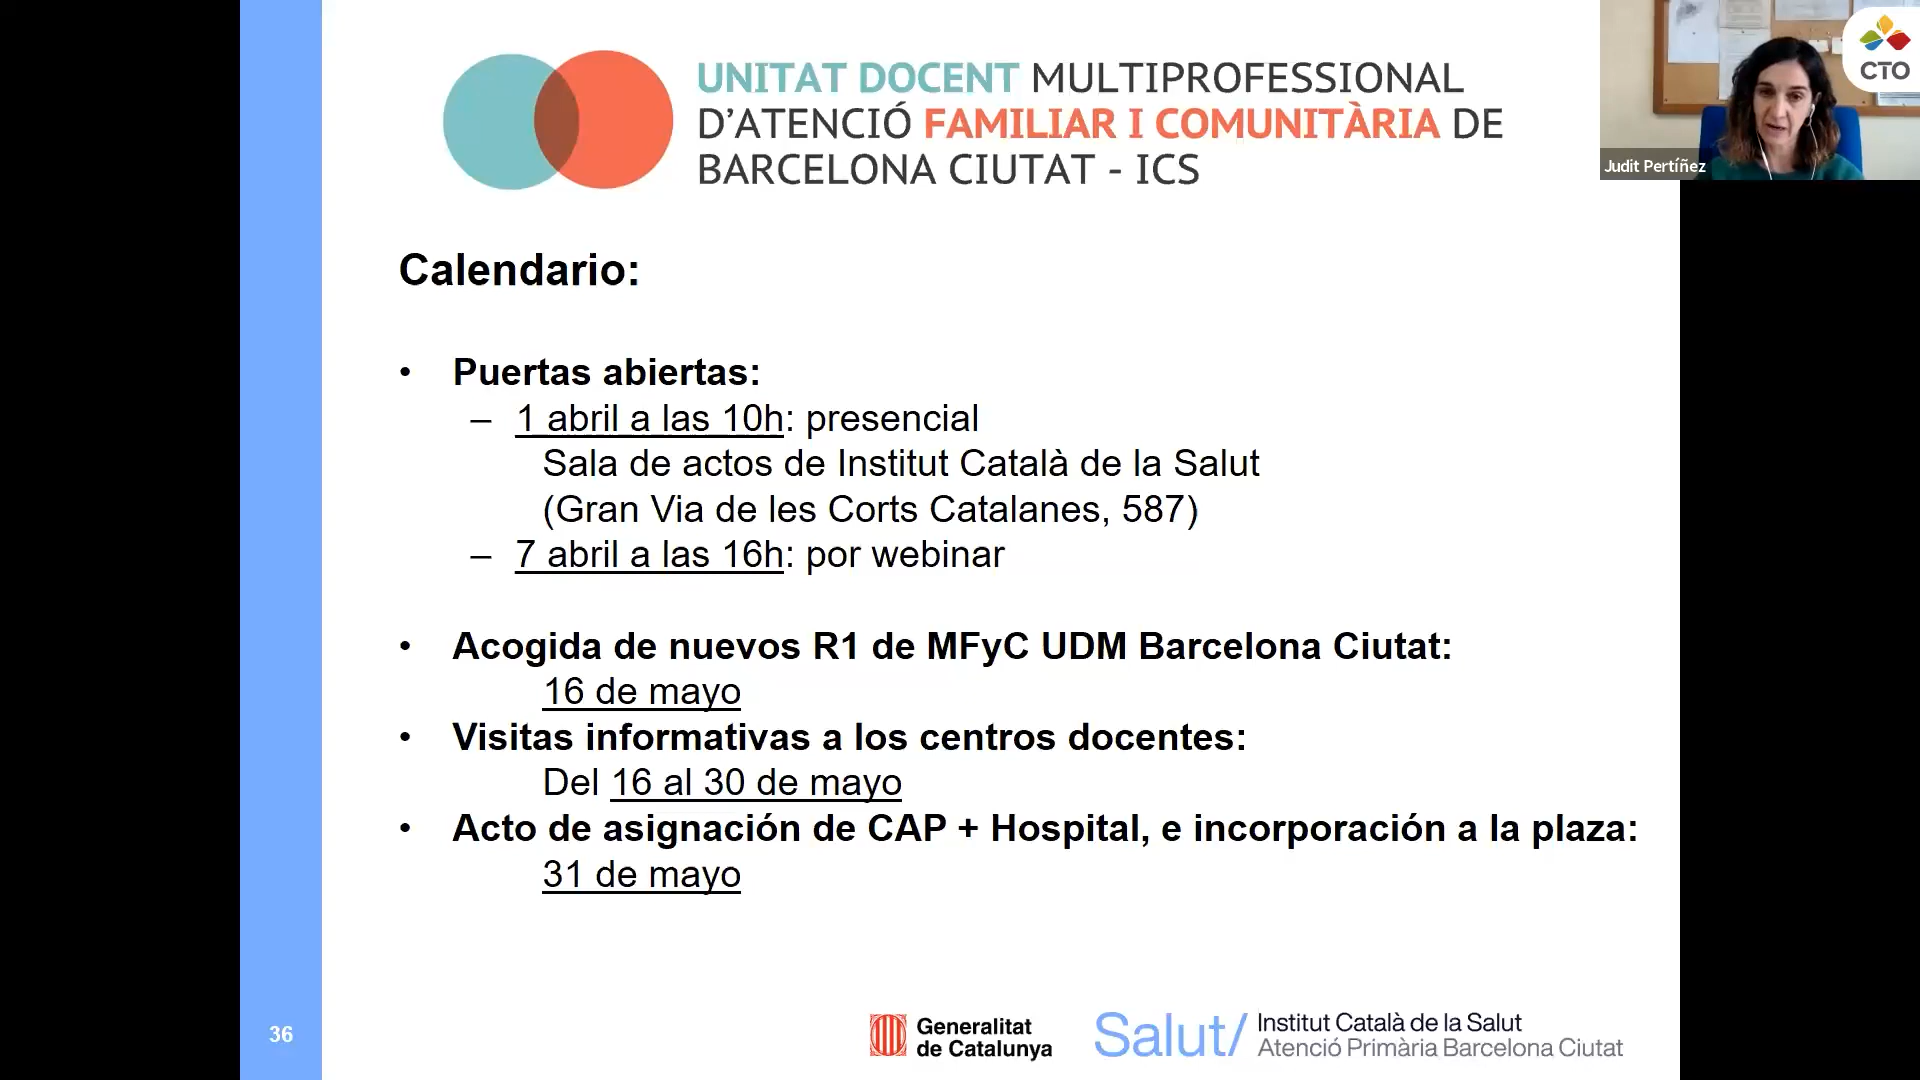 UNITAT DOCENT MULTIPROFESSIONAL
D'ATENCIÓ FAMILIAR I COMUNITÀRIA DE
BARCELONA CIUTAT - ICS
CTO
Judit Pertíñez
Calendario:
• Puertas abiertas:
– 1 abril a las 10h: presencial
Sala de actos de Institut Català de la Salut
(Gran Via de les Corts Catalanes, 587)
– 7 abril a las 16h: por webinar
• Acogida de nuevos R1 de MFyC UDM Barcelona Ciutat:
16 de mayo
• Visitas informativas a los centros docentes:
Del 16 al 30 de mayo
• Acto de asignación de CAP + Hospital, e incorporación a la plaza:
31 de mayo
36
Generalitat
de Catalunya
Salut/
Institut Català de la Salut
Atenció Primària Barcelona Ciutat